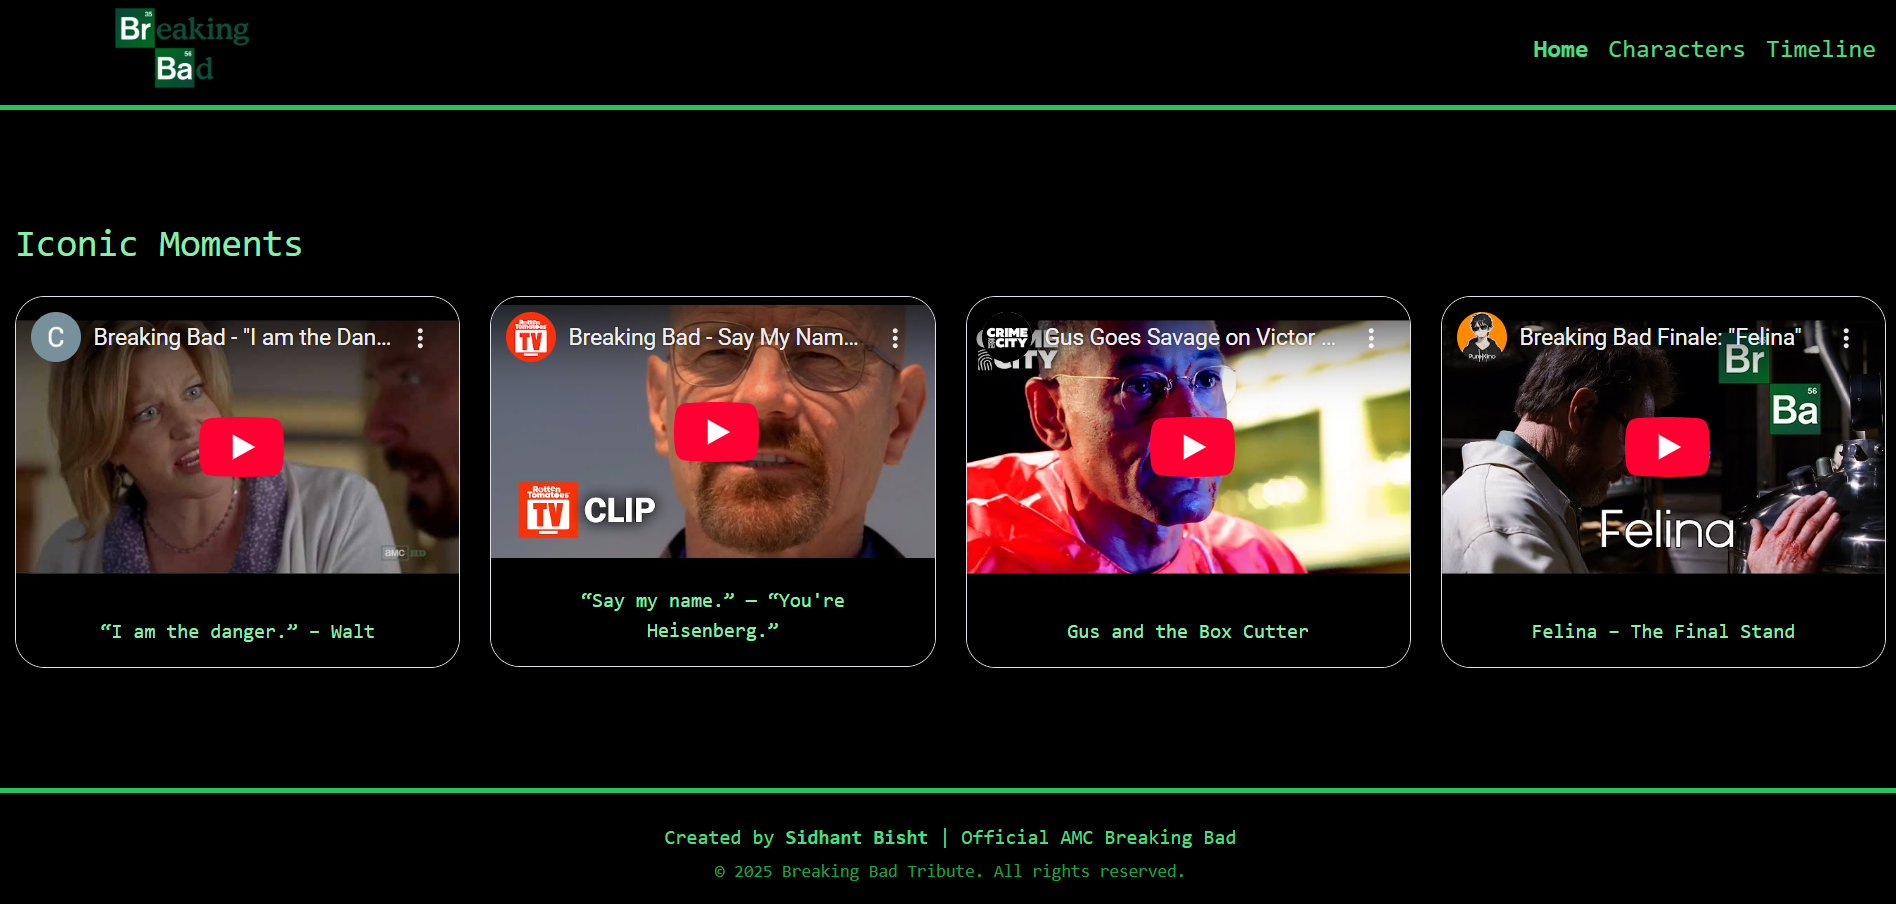 35
Breaking
56
Bad
Home Characters Timeline
Iconic Moments
C Breaking Bad - "I am the Dan...
AMC HD
“I am the danger.” – Walt
Rotten Tomatoes TV Breaking Bad - Say My Nam...
Rotten Tomatoes TV CLIP
“Say my name.” — “You're
Heisenberg.”
CRIME CITY Gus Goes Savage on Victor ...
Gus and the Box Cutter
PureKino Breaking Bad Finale: "Felina"
Br
56
Ba
Felina
Felina – The Final Stand
Created by Sidhant Bisht | Official AMC Breaking Bad
© 2025 Breaking Bad Tribute. All rights reserved.